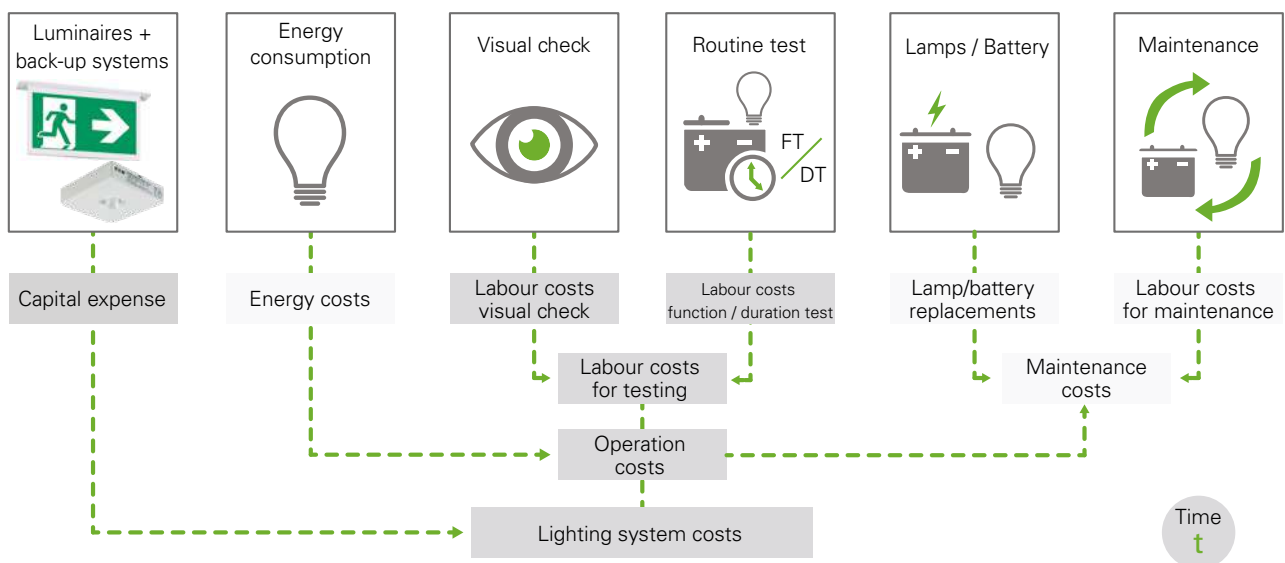 Luminaires +
back-up systems
Energy
consumption
Visual check
Routine test
Lamps / Battery
Maintenance
+ -
FT
DT
+ -
+ -
Capital expense
Energy costs
Labour costs
visual check
Labour costs
function / duration test
Lamp/battery
replacements
Labour costs
for maintenance
Labour costs
for testing
Maintenance
costs
Operation
costs
Lighting system costs
Time
t